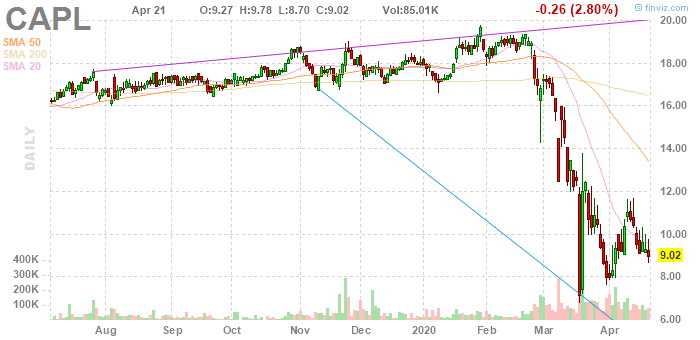 CAPL
Apr 21 O:9.27 H:9.78 L:8.70 C:9.02 Vol:85.01K -0.26 (2.80%)
© finviz.com
SMA 50
SMA 200
SMA 20
DAILY
20.00
18.00
16.00
14.00
12.00
10.00
9.02
8.00
6.00
400K
300K
200K
100K
Aug Sep Oct Nov Dec 2020 Feb Mar Apr